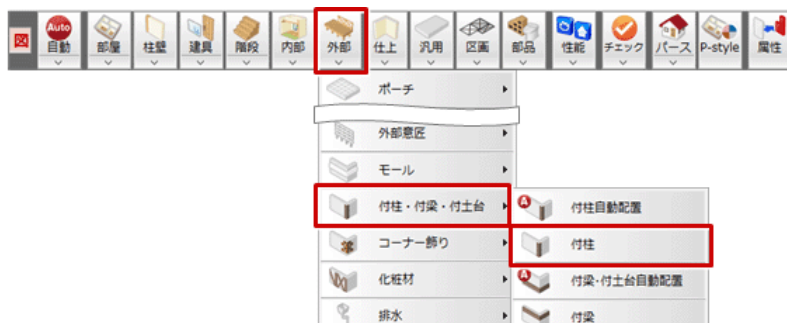 図
Auto
自動
部屋
柱壁
建具
階段
内部
外部
仕上
汎用
区画
部品
性能
チェック
パース
P-style
属性
ポーチ
外部意匠
モール
付柱・付梁・付土台
A
付柱自動配置
コーナー飾り
付柱
化粧材
A
付梁・付土台自動配置
排水
付梁